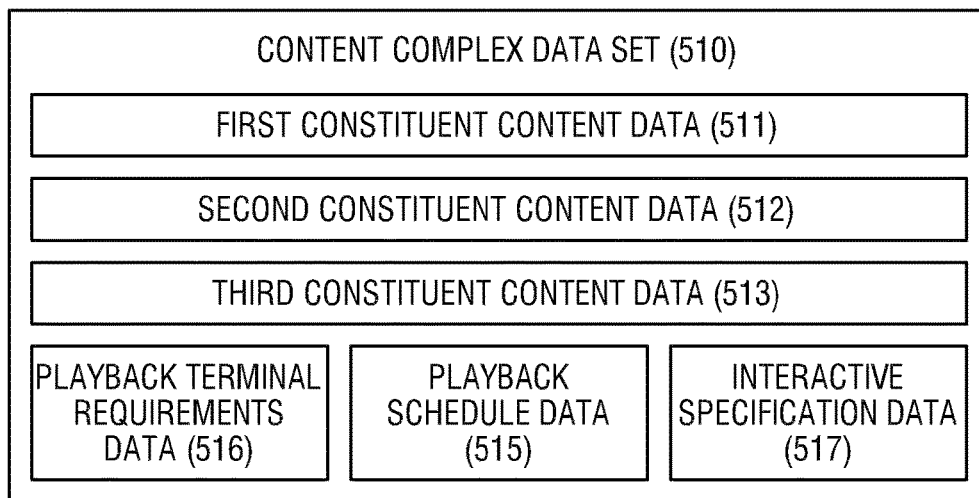 CONTENT COMPLEX DATA SET (510)
FIRST CONSTITUENT CONTENT DATA (511)
SECOND CONSTITUENT CONTENT DATA (512)
THIRD CONSTITUENT CONTENT DATA (513)
PLAYBACK TERMINAL
REQUIREMENTS
DATA (516)
PLAYBACK
SCHEDULE DATA
(515)
INTERACTIVE
SPECIFICATION DATA
(517)